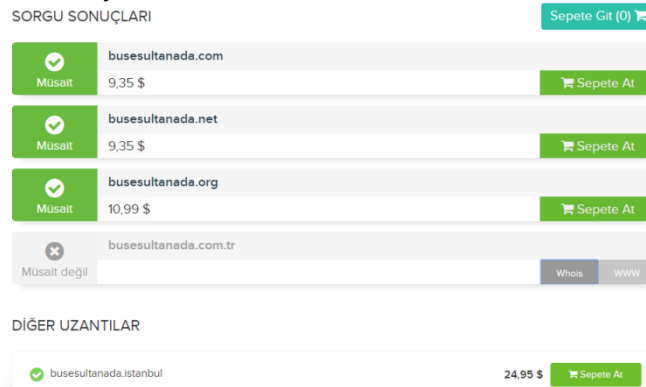 SORGU SONUÇLARI
Sepete Git (0)
busesultanada.com
Müsait
9,35 $
Sepete At
busesultanada.net
Müsait
9,35 $
Sepete At
busesultanada.org
Müsait
10,99 $
Sepete At
busesultanada.com.tr
Müsait değil
Whois
WWW
DİĞER UZANTILAR
busesultanada.istanbul
24,95 $
Sepete At